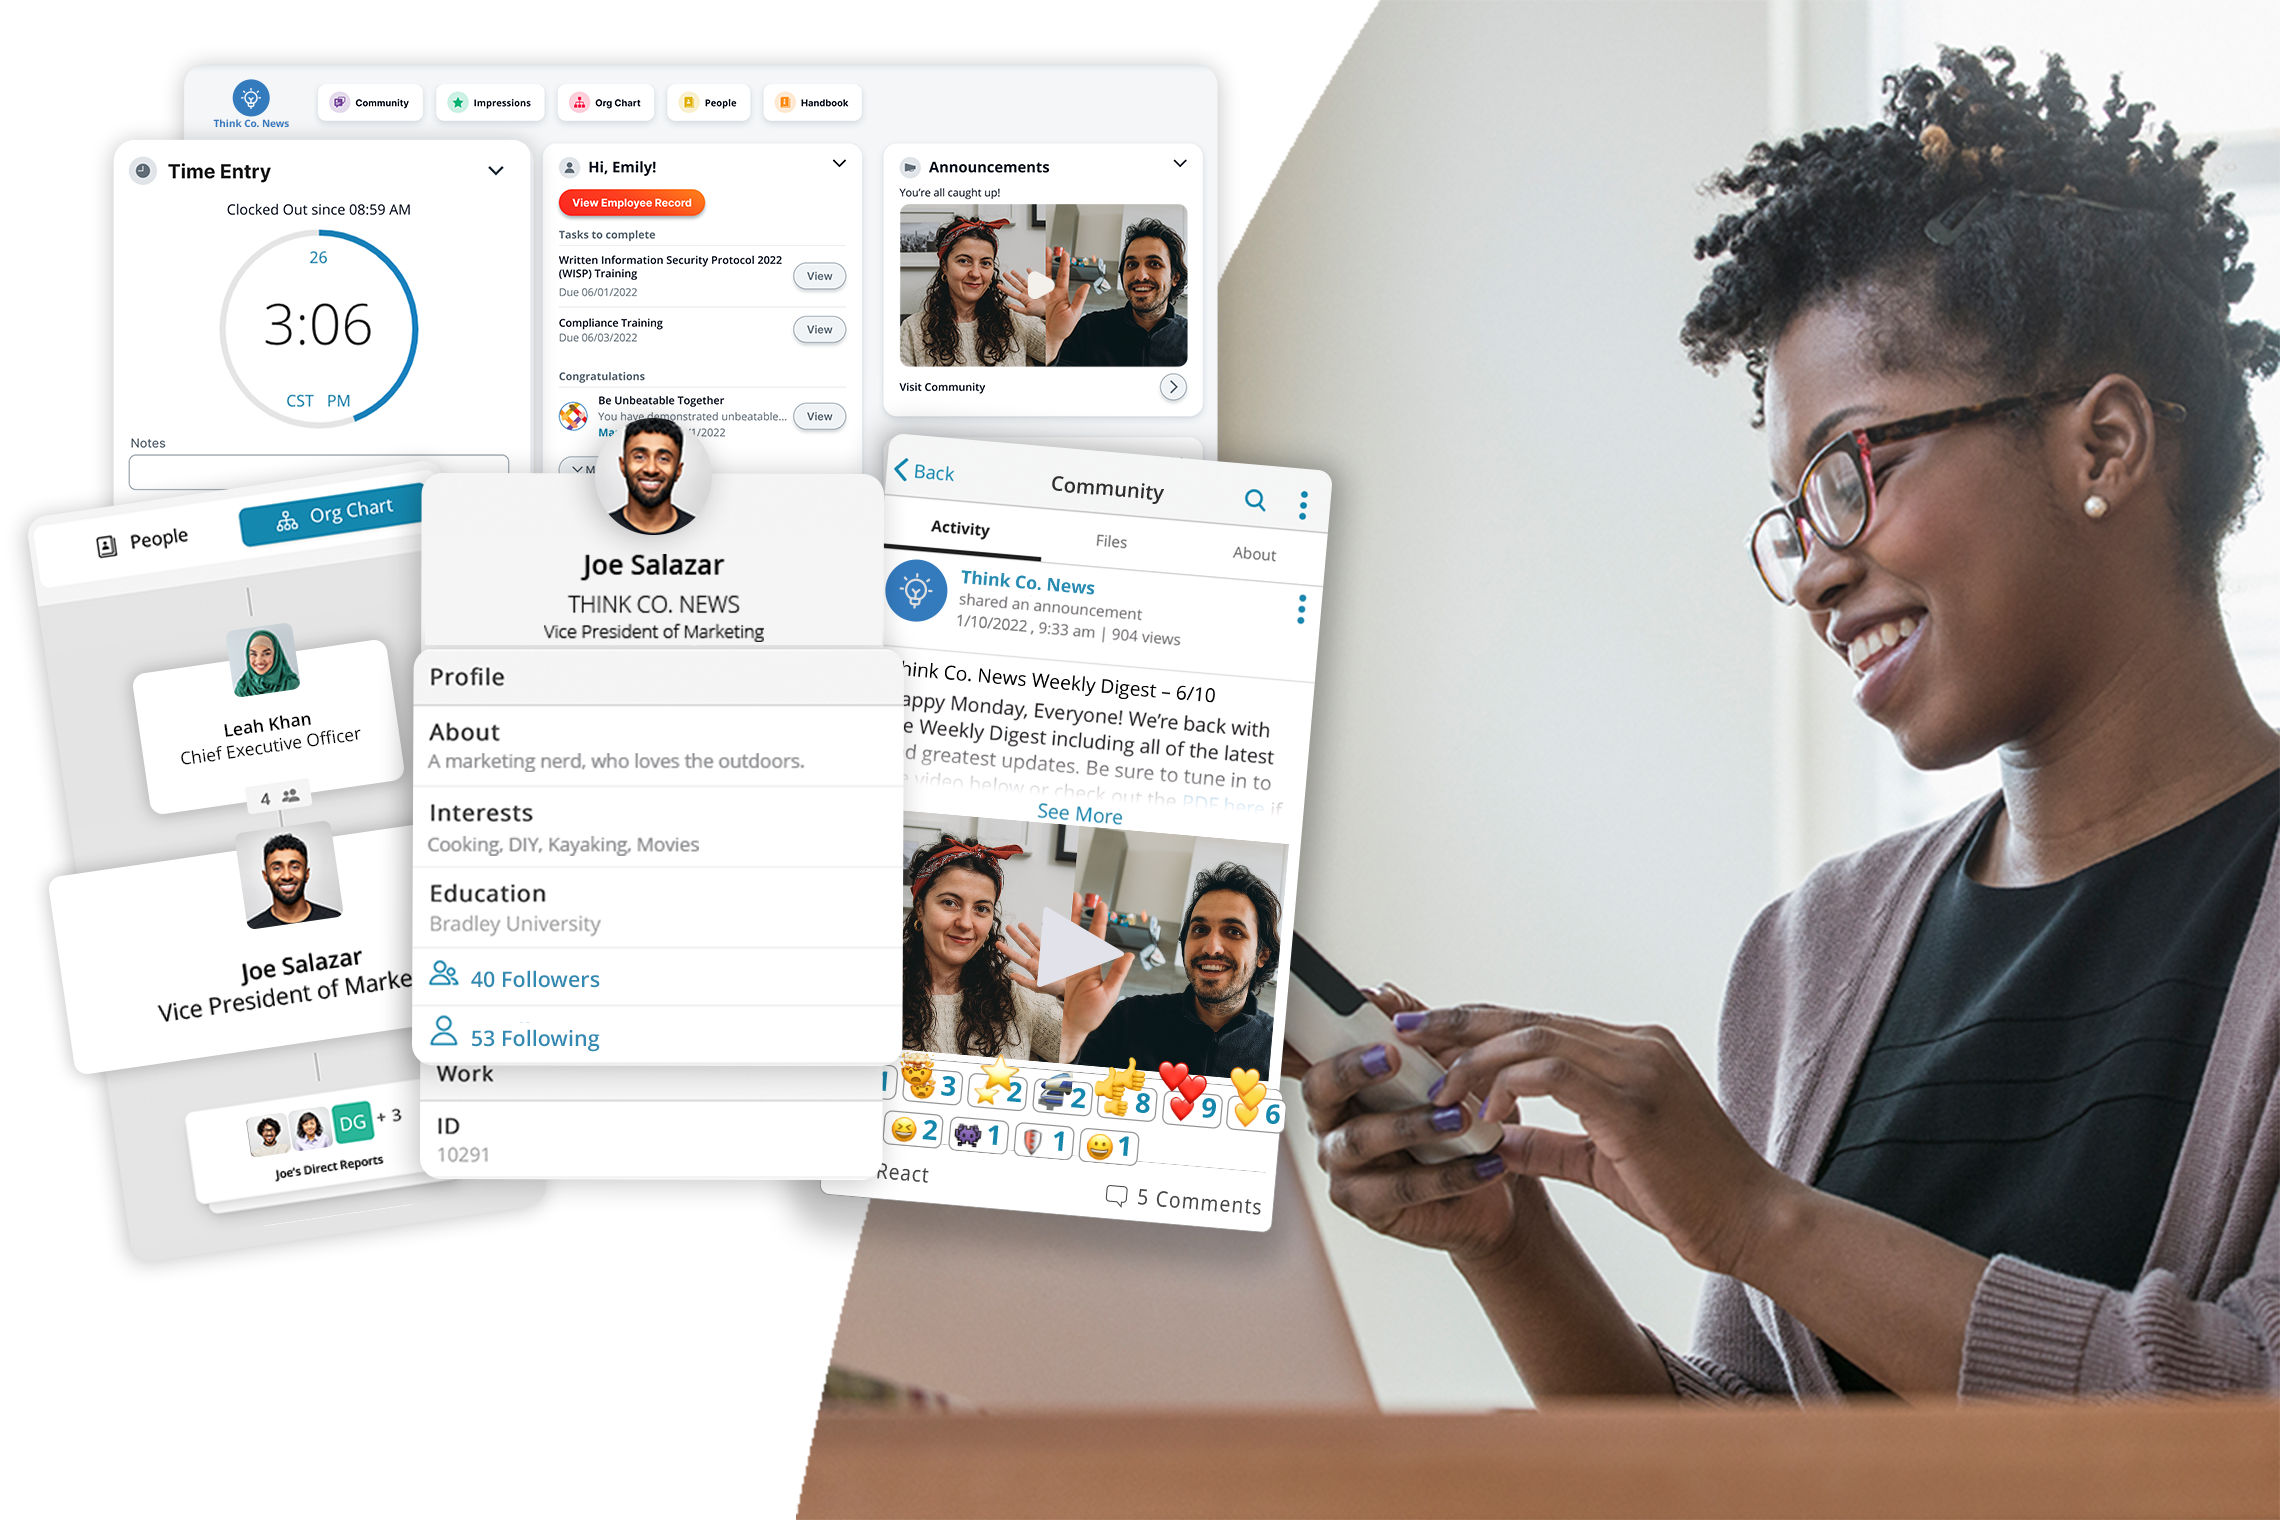 Think Co. News
Community
Impressions
Org Chart
People
Handbook
Time Entry
Clocked Out since 08:59 AM
26
3:06
CST PM
Notes
Hi, Emily!
View Employee Record
Tasks to complete
Written Information Security Protocol 2022
(WISP) Training
Due 06/01/2022
View
Compliance Training
Due 06/03/2022
View
Congratulations
Be Unbeatable Together
You have demonstrated unbeatable...
/1/2022
View
Announcements
You're all caught up!
Visit Community
People
Org Chart
Leah Khan
Chief Executive Officer
4
Joe Salazar
Vice President of Marke
DG + 3
Joe's Direct Reports
Joe Salazar
THINK CO. NEWS
Vice President of Marketing
Profile
About
A marketing nerd, who loves the outdoors.
Interests
Cooking, DIY, Kayaking, Movies
Education
Bradley University
40 Followers
53 Following
Work
ID
10291
Back
Community
Activity
Files
About
Think Co. News
shared an announcement
1/10/2022 , 9:33 am | 904 views
hink Co. News Weekly Digest – 6/10
appy Monday, Everyone! We're back with
e Weekly Digest including all of the latest
d greatest updates. Be sure to tune in to
video below or check out the PDF here if
See More
1 3 2 2 8 9 6
2 1 1 1
React
5 Comments